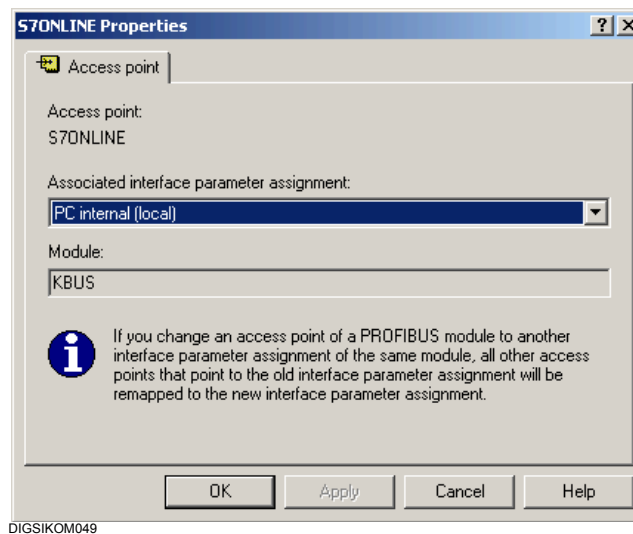 S7ONLINE Properties
Access point
Access point:
S7ONLINE
Associated interface parameter assignment:
PC internal (local)
Module:
KBUS
If you change an access point of a PROFIBUS module to another
interface parameter assignment of the same module, all other access
points that point to the old interface parameter assignment will be
remapped to the new interface parameter assignment.
OK Apply Cancel Help
DIGSIKOM049